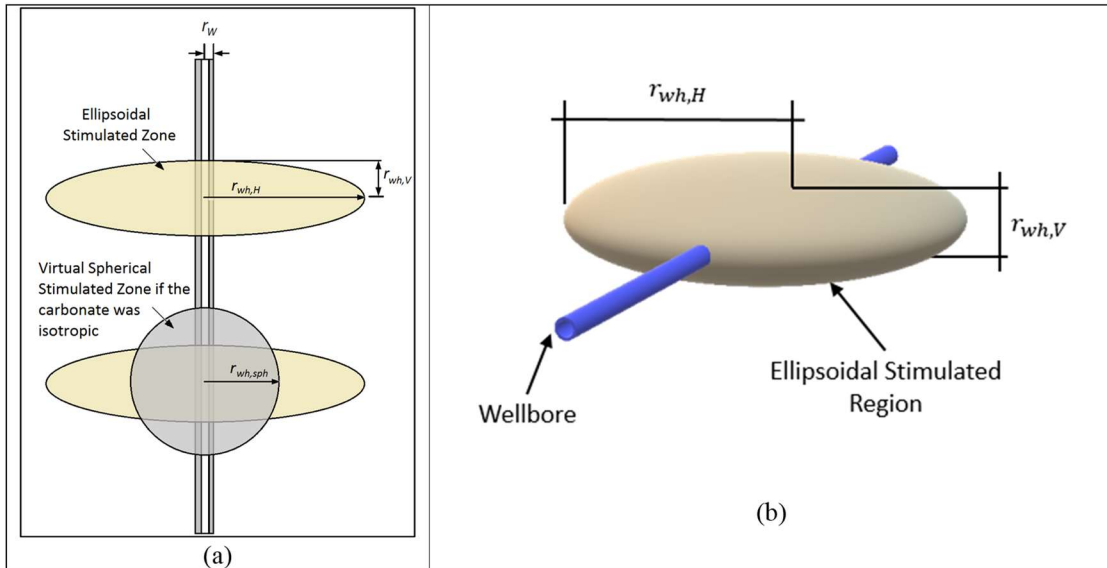 r_W
Ellipsoidal
Stimulated Zone
r_wh,V
r_wh,H
Virtual Spherical
Stimulated Zone if the
carbonate was
isotropic
r_wh,sph
(a)
r_wh,H
r_wh,V
Ellipsoidal Stimulated
Region
Wellbore
(b)